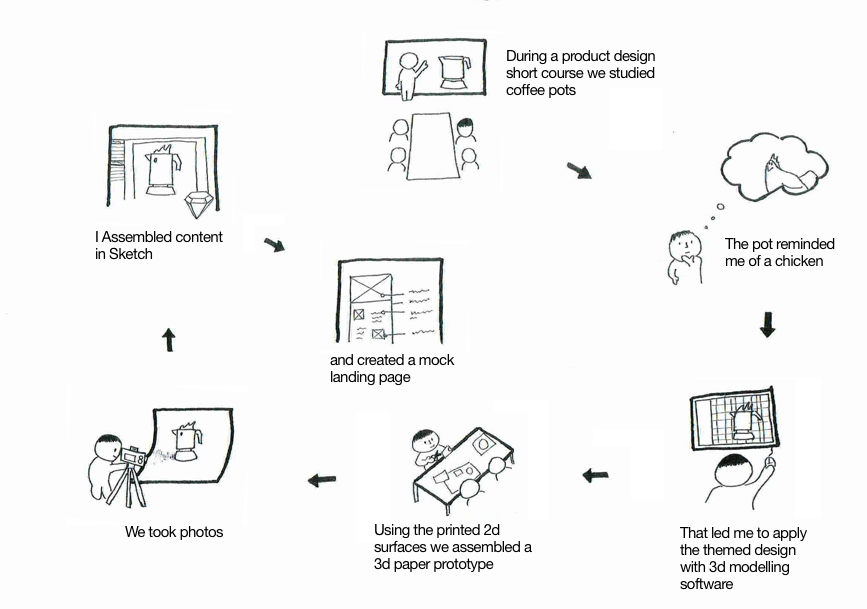 During a product design
short course we studied
coffee pots
The pot reminded
me of a chicken
That led me to apply
the themed design
with 3d modelling
software
Using the printed 2d
surfaces we assembled a
3d paper prototype
We took photos
I Assembled content
in Sketch
and created a mock
landing page